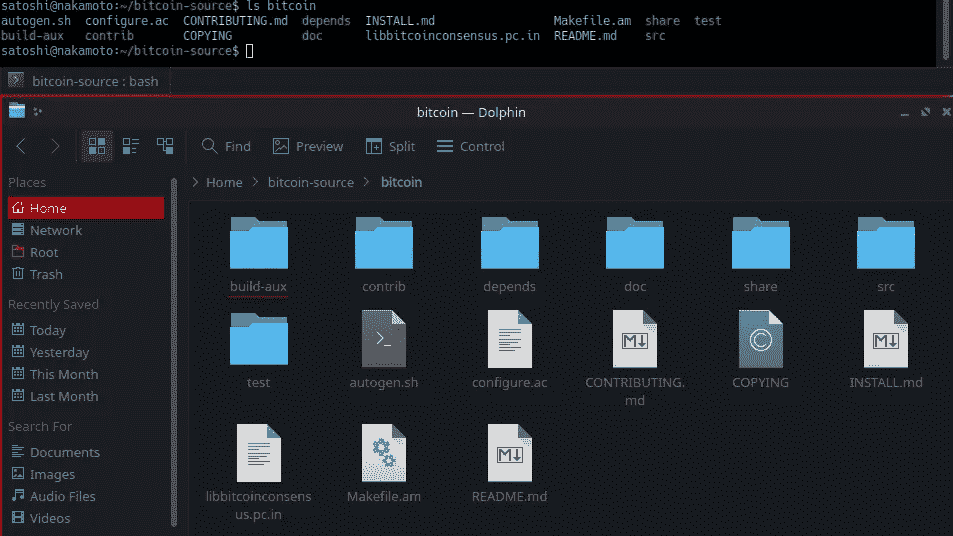 satoshi@nakamoto:~/bitcoin-source$ ls bitcoin
autogen.sh configure.ac CONTRIBUTING.md depends INSTALL.md Makefile.am share test
build-aux contrib COPYING doc libbitcoinconsensus.pc.in README.md src
satoshi@nakamoto:~/bitcoin-source$
bitcoin-source : bash
bitcoin — Dolphin
Find Preview Split Control
Places
Home > bitcoin-source > bitcoin
Home
Network
Root
Trash
Recently Saved
Today
Yesterday
This Month
Last Month
Search For
Documents
Images
Audio Files
Videos
build-aux contrib depends doc share src
test autogen.sh configure.ac CONTRIBUTING. COPYING INSTALL.md
md
libbitcoinconsens Makefile.am README.md
us.pc.in